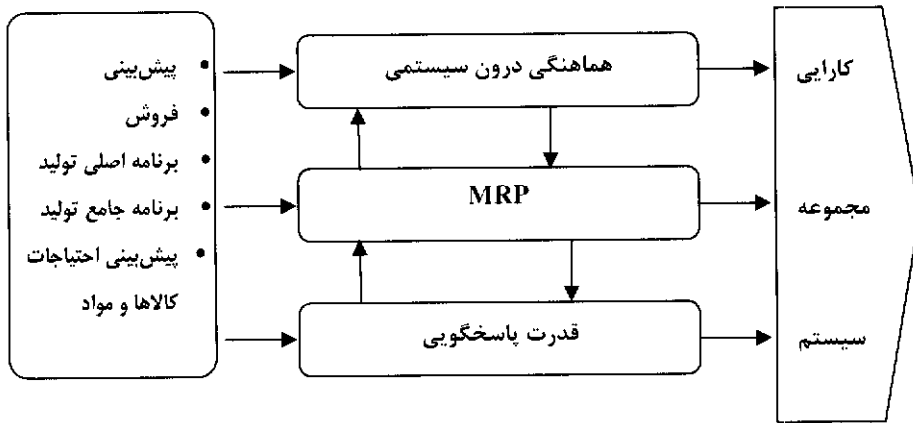 • پیش‌بینی
• فروش
• برنامه اصلی تولید
• برنامه جامع تولید
• پیش‌بینی احتیاجات
کالاها و مواد
هماهنگی درون سیستمی
MRP
قدرت پاسخگویی
کارایی
مجموعه
سیستم